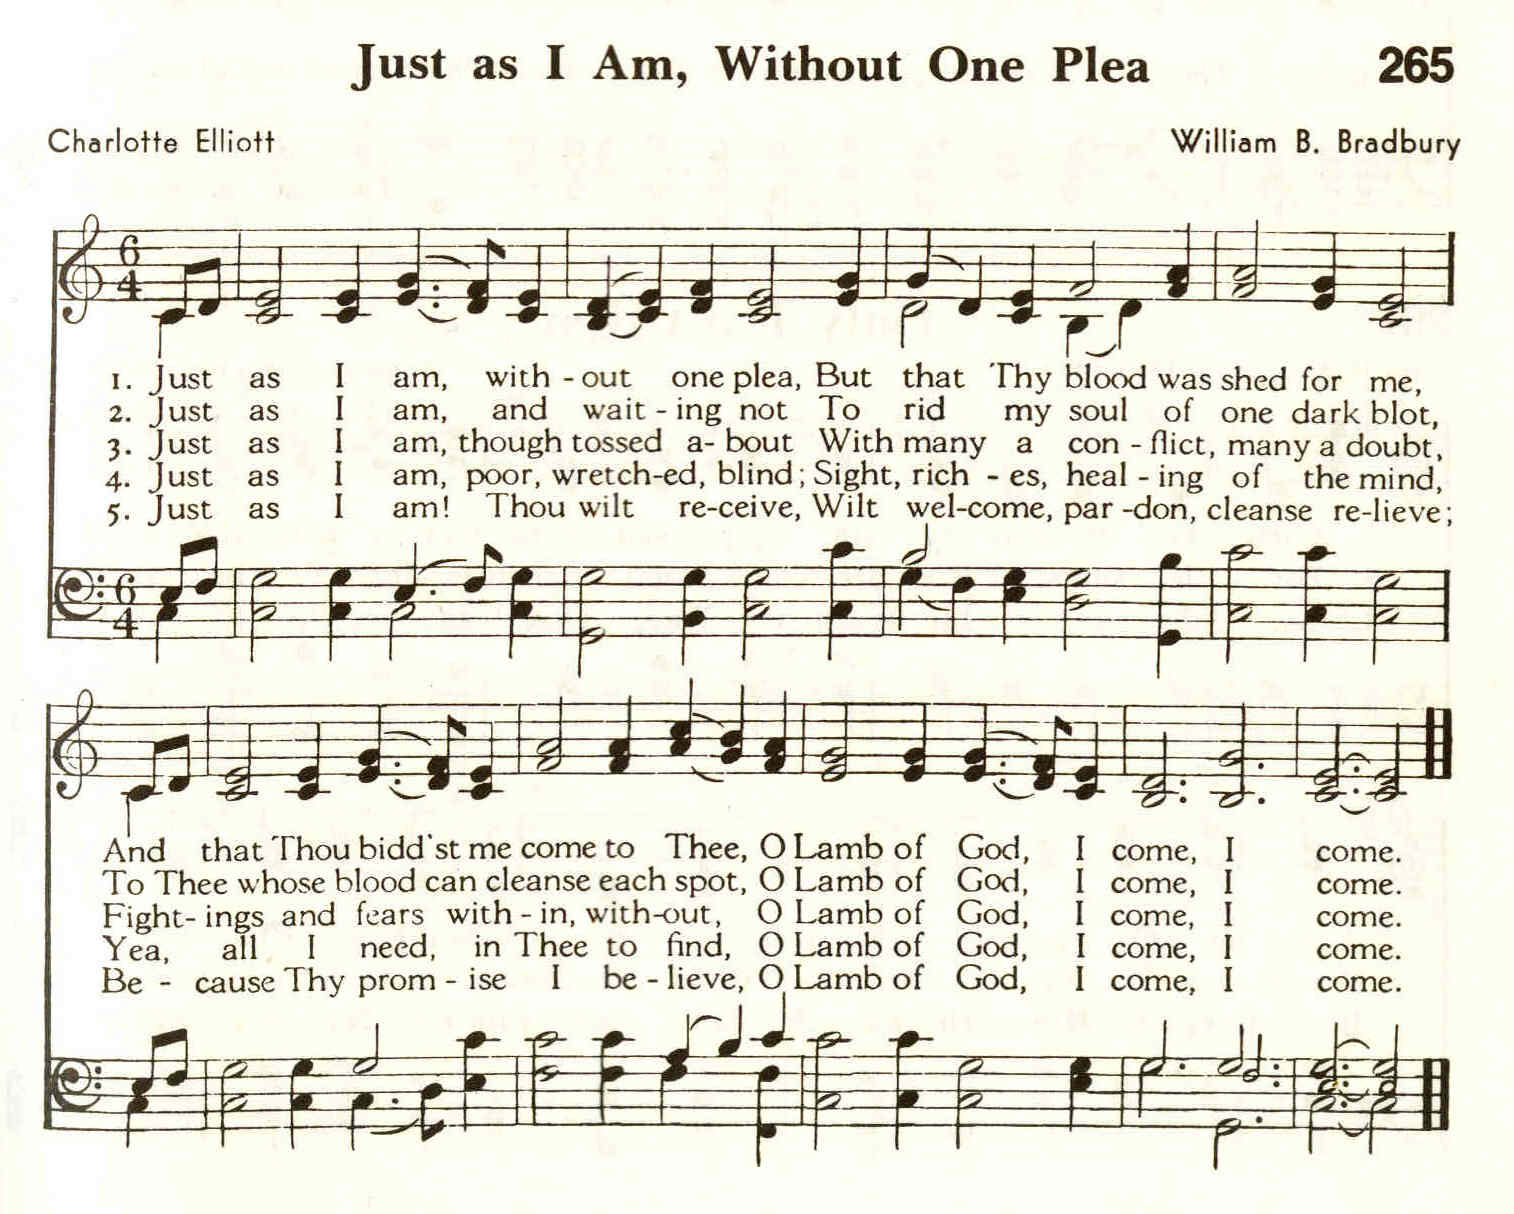 Just as I Am, Without One Plea 265
Charlotte Elliott William B. Bradbury
6
4
1. Just as I am, with - out one plea, But that Thy blood was shed for me,
2. Just as I am, and wait - ing not To rid my soul of one dark blot,
3. Just as I am, though tossed a- bout With many a con - flict, many a doubt,
4. Just as I am, poor, wretch-ed, blind; Sight, rich - es, heal - ing of the mind,
5. Just as I am! Thou wilt re-ceive, Wilt wel-come, par -don, cleanse re-lieve;
6
4
And that Thou bidd'st me come to Thee, O Lamb of God, I come, I come.
To Thee whose blood can cleanse each spot, O Lamb of God, I come, I come.
Fight- ings and fears with - in, with-out, O Lamb of God, I come, I come.
Yea, all I need, in Thee to find, O Lamb of God, I come, I come.
Be - cause Thy prom - ise I be - lieve, O Lamb of God, I come, I come.